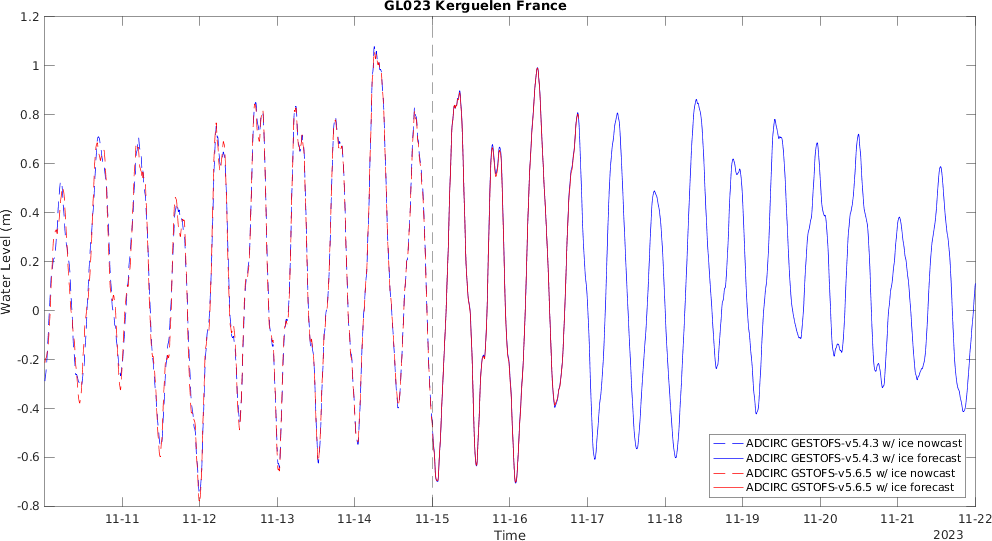 GL023 Kerguelen France
1.2
1
0.8
0.6
0.4
0.2
0
-0.2
-0.4
-0.6
-0.8
Water Level (m)
ADCIRC GESTOFS-v5.4.3 w/ ice nowcast
ADCIRC GESTOFS-v5.4.3 w/ ice forecast
ADCIRC GSTOFS-v5.6.5 w/ ice nowcast
ADCIRC GSTOFS-v5.6.5 w/ ice forecast
11-11 11-12 11-13 11-14 11-15 11-16 11-17 11-18 11-19 11-20 11-21 11-22
Time
2023